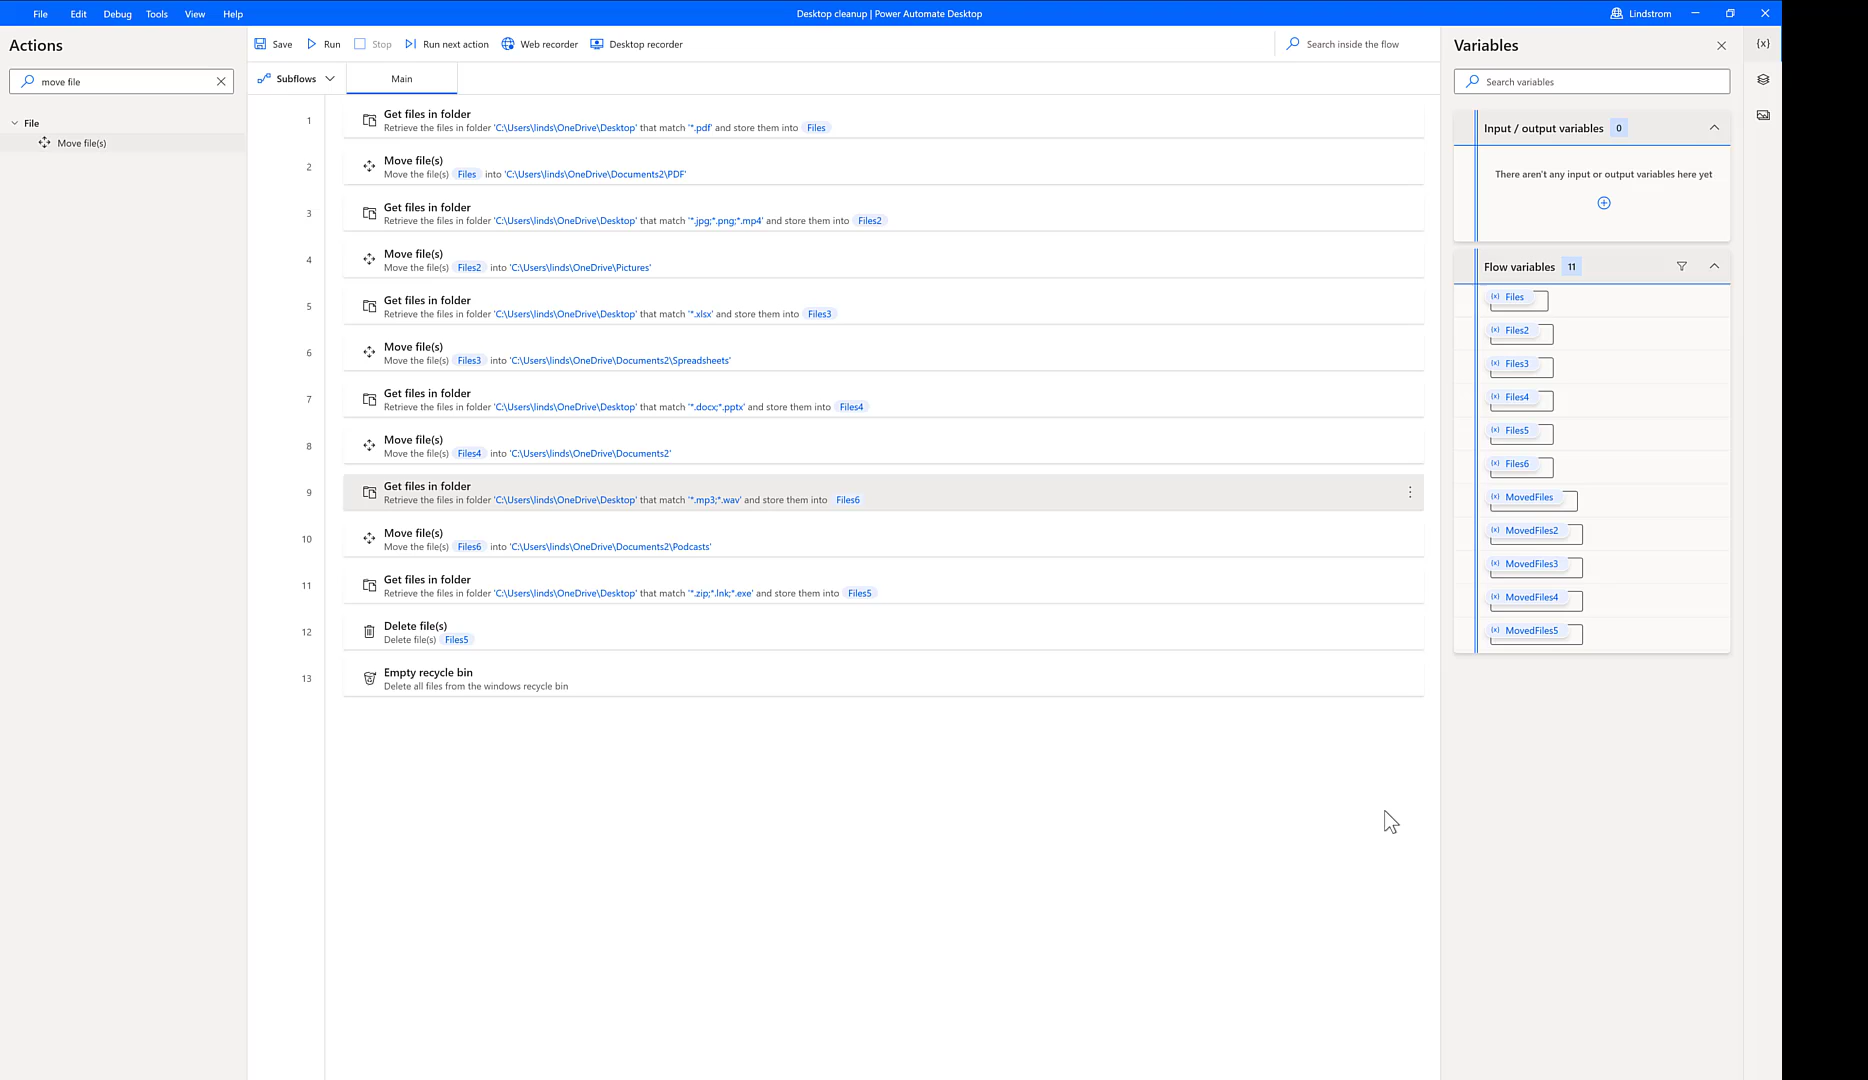 File Edit Debug Tools View Help
Desktop cleanup | Power Automate Desktop
Lindstrom
Actions
move file
File
Move file(s)
Save Run Stop Run next action Web recorder Desktop recorder
Search inside the flow
Subflows
Main
1
Get files in folder
Retrieve the files in folder 'C:\Users\linds\OneDrive\Desktop' that match '*.pdf' and store them into Files
2
Move file(s)
Move the file(s) Files into 'C:\Users\linds\OneDrive\Documents2\PDF'
3
Get files in folder
Retrieve the files in folder 'C:\Users\linds\OneDrive\Desktop' that match '*.jpg;*.png;*.mp4' and store them into Files2
4
Move file(s)
Move the file(s) Files2 into 'C:\Users\linds\OneDrive\Pictures'
5
Get files in folder
Retrieve the files in folder 'C:\Users\linds\OneDrive\Desktop' that match '*.xlsx' and store them into Files3
6
Move file(s)
Move the file(s) Files3 into 'C:\Users\linds\OneDrive\Documents2\Spreadsheets'
7
Get files in folder
Retrieve the files in folder 'C:\Users\linds\OneDrive\Desktop' that match '*.docx;*.pptx' and store them into Files4
8
Move file(s)
Move the file(s) Files4 into 'C:\Users\linds\OneDrive\Documents2'
9
Get files in folder
Retrieve the files in folder 'C:\Users\linds\OneDrive\Desktop' that match '*.mp3;*.wav' and store them into Files6
10
Move file(s)
Move the file(s) Files6 into 'C:\Users\linds\OneDrive\Documents2\Podcasts'
11
Get files in folder
Retrieve the files in folder 'C:\Users\linds\OneDrive\Desktop' that match '*.zip;*.lnk;*.exe' and store them into Files5
12
Delete file(s)
Delete file(s) Files5
13
Empty recycle bin
Delete all files from the windows recycle bin
Variables
{x}
Search variables
Input / output variables 0
There aren't any input or output variables here yet
Flow variables 11
(x) Files
(x) Files2
(x) Files3
(x) Files4
(x) Files5
(x) Files6
(x) MovedFiles
(x) MovedFiles2
(x) MovedFiles3
(x) MovedFiles4
(x) MovedFiles5